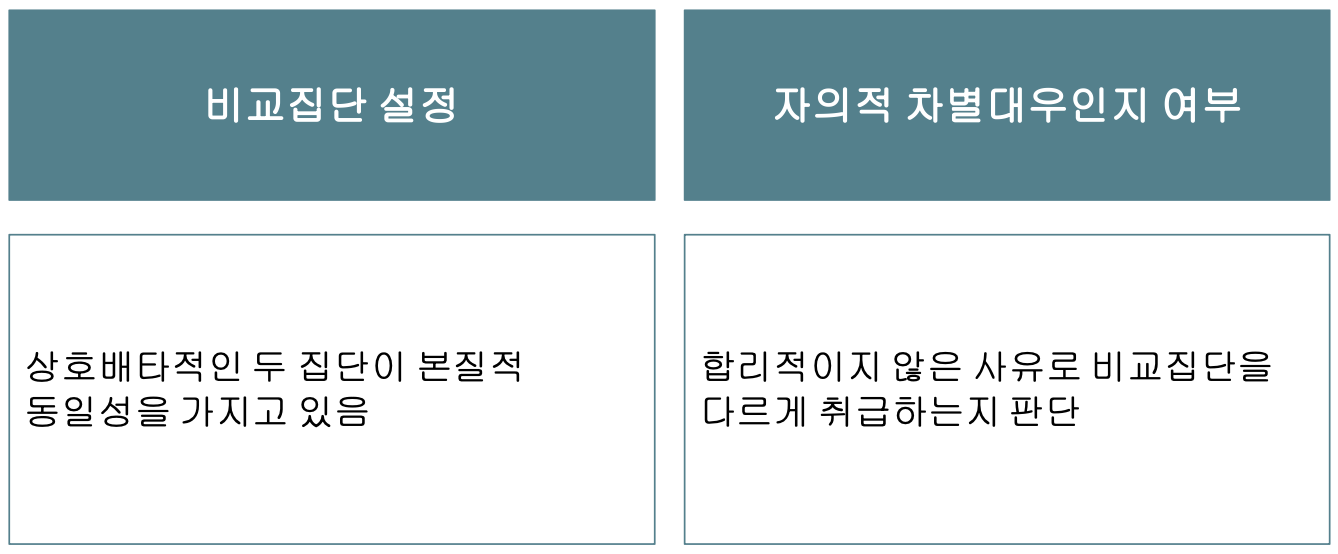 비교집단 설정
자의적 차별대우인지 여부
상호배타적인 두 집단이 본질적
동일성을 가지고 있음
합리적이지 않은 사유로 비교집단을
다르게 취급하는지 판단